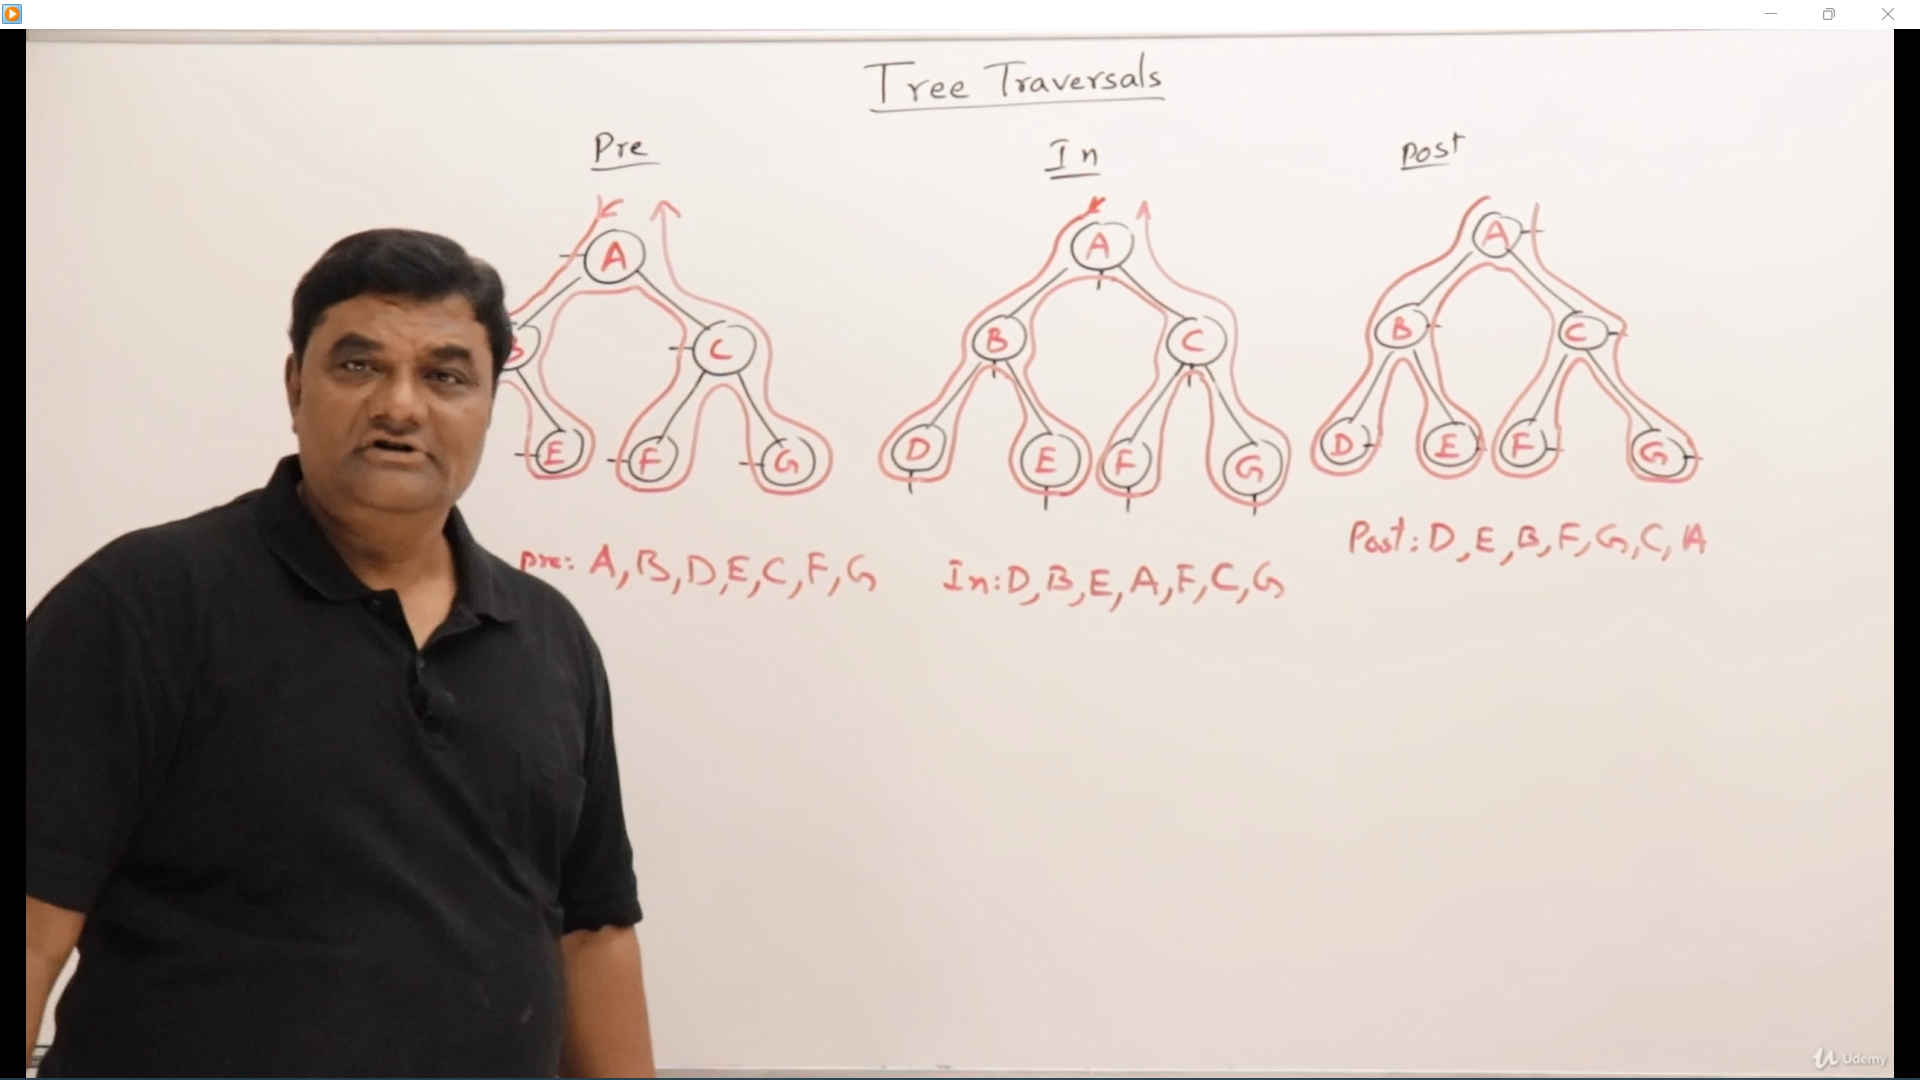 Tree Traversals
Pre
In
Post
A
B
C
E
F
G
A
B
C
D
E
F
G
A
B
C
D
E
F
G
pre: A, B, D, E, C, F, G
In: D, B, E, A, F, C, G
Post: D, E, B, F, G, C, A
Udemy